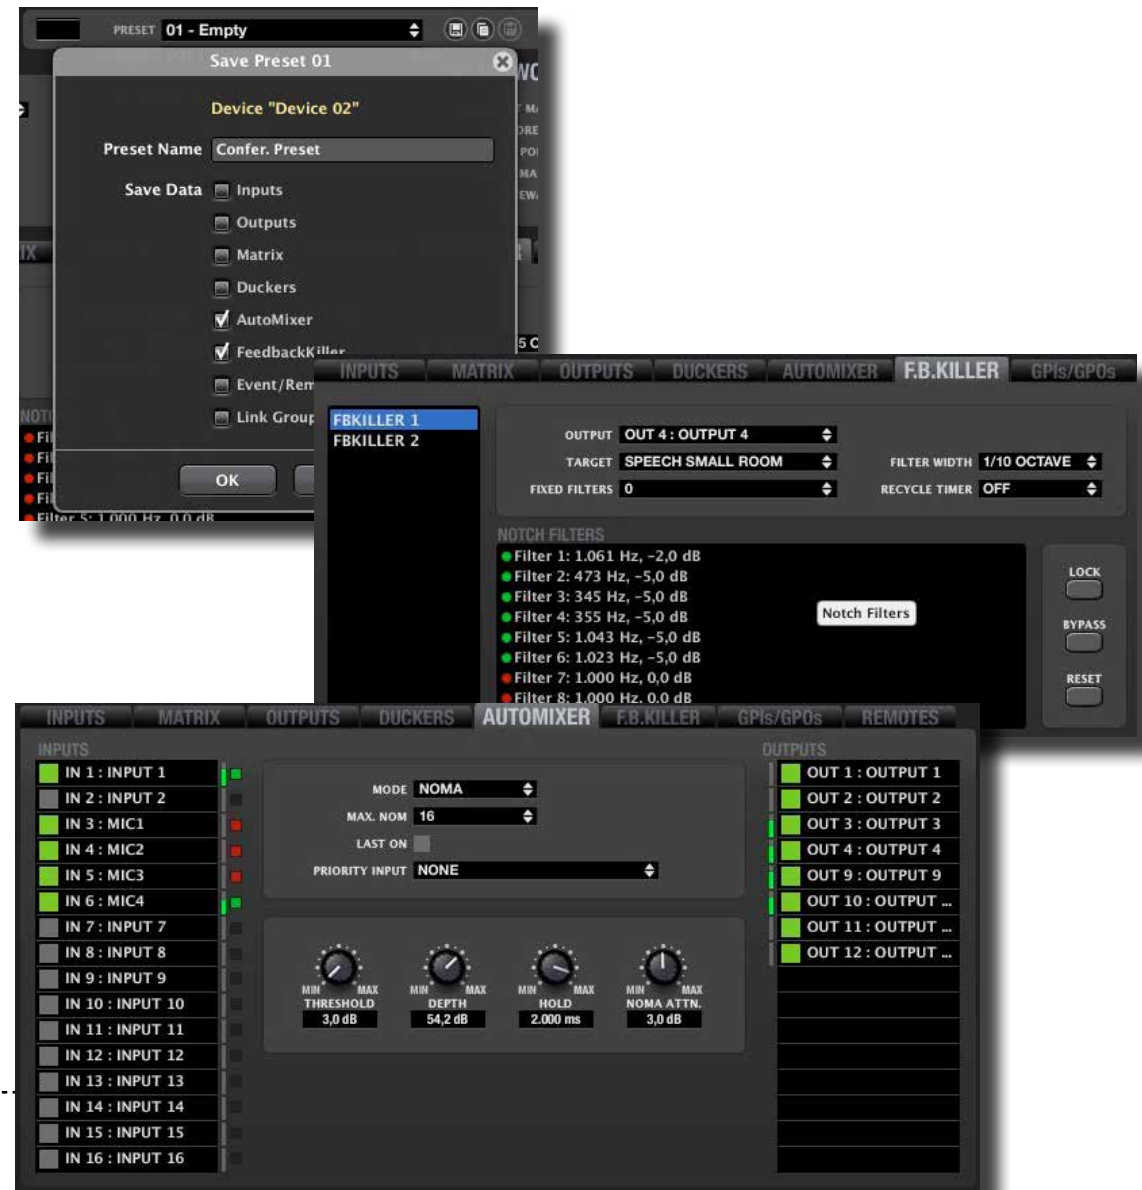 PRESET 01 - Empty
Save Preset 01
Device "Device 02"
Preset Name Confer. Preset
Save Data Inputs
Outputs
Matrix
Duckers
AutoMixer
FeedbackKiller
Event/Rem
Link Group
OK
Filter 5: 1.000 Hz, 0,0 dB
INPUTS MATRIX OUTPUTS DUCKERS AUTOMIXER F.B.KILLER GPIs/GPOs
FBKILLER 1
FBKILLER 2
OUTPUT OUT 4 : OUTPUT 4
TARGET SPEECH SMALL ROOM
FILTER WIDTH 1/10 OCTAVE
FIXED FILTERS 0
RECYCLE TIMER OFF
NOTCH FILTERS
Filter 1: 1.061 Hz, -2,0 dB
Filter 2: 473 Hz, -5,0 dB
Filter 3: 345 Hz, -5,0 dB
Filter 4: 355 Hz, -5,0 dB
Filter 5: 1.043 Hz, -5,0 dB
Filter 6: 1.023 Hz, -5,0 dB
Filter 7: 1.000 Hz, 0,0 dB
Filter 8: 1.000 Hz, 0,0 dB
Notch Filters
LOCK
BYPASS
RESET
INPUTS MATRIX OUTPUTS DUCKERS AUTOMIXER F.B.KILLER GPIs/GPOs REMOTES
INPUTS
IN 1 : INPUT 1
IN 2 : INPUT 2
IN 3 : MIC1
IN 4 : MIC2
IN 5 : MIC3
IN 6 : MIC4
IN 7 : INPUT 7
IN 8 : INPUT 8
IN 9 : INPUT 9
IN 10 : INPUT 10
IN 11 : INPUT 11
IN 12 : INPUT 12
IN 13 : INPUT 13
IN 14 : INPUT 14
IN 15 : INPUT 15
IN 16 : INPUT 16
MODE NOMA
MAX. NOM 16
LAST ON
PRIORITY INPUT NONE
MIN MAX MIN MAX MIN MAX MIN MAX
THRESHOLD DEPTH HOLD NOMA ATTN.
3,0 dB 54,2 dB 2.000 ms 3,0 dB
OUTPUTS
OUT 1 : OUTPUT 1
OUT 2 : OUTPUT 2
OUT 3 : OUTPUT 3
OUT 4 : OUTPUT 4
OUT 9 : OUTPUT 9
OUT 10 : OUTPUT ...
OUT 11 : OUTPUT ...
OUT 12 : OUTPUT ...